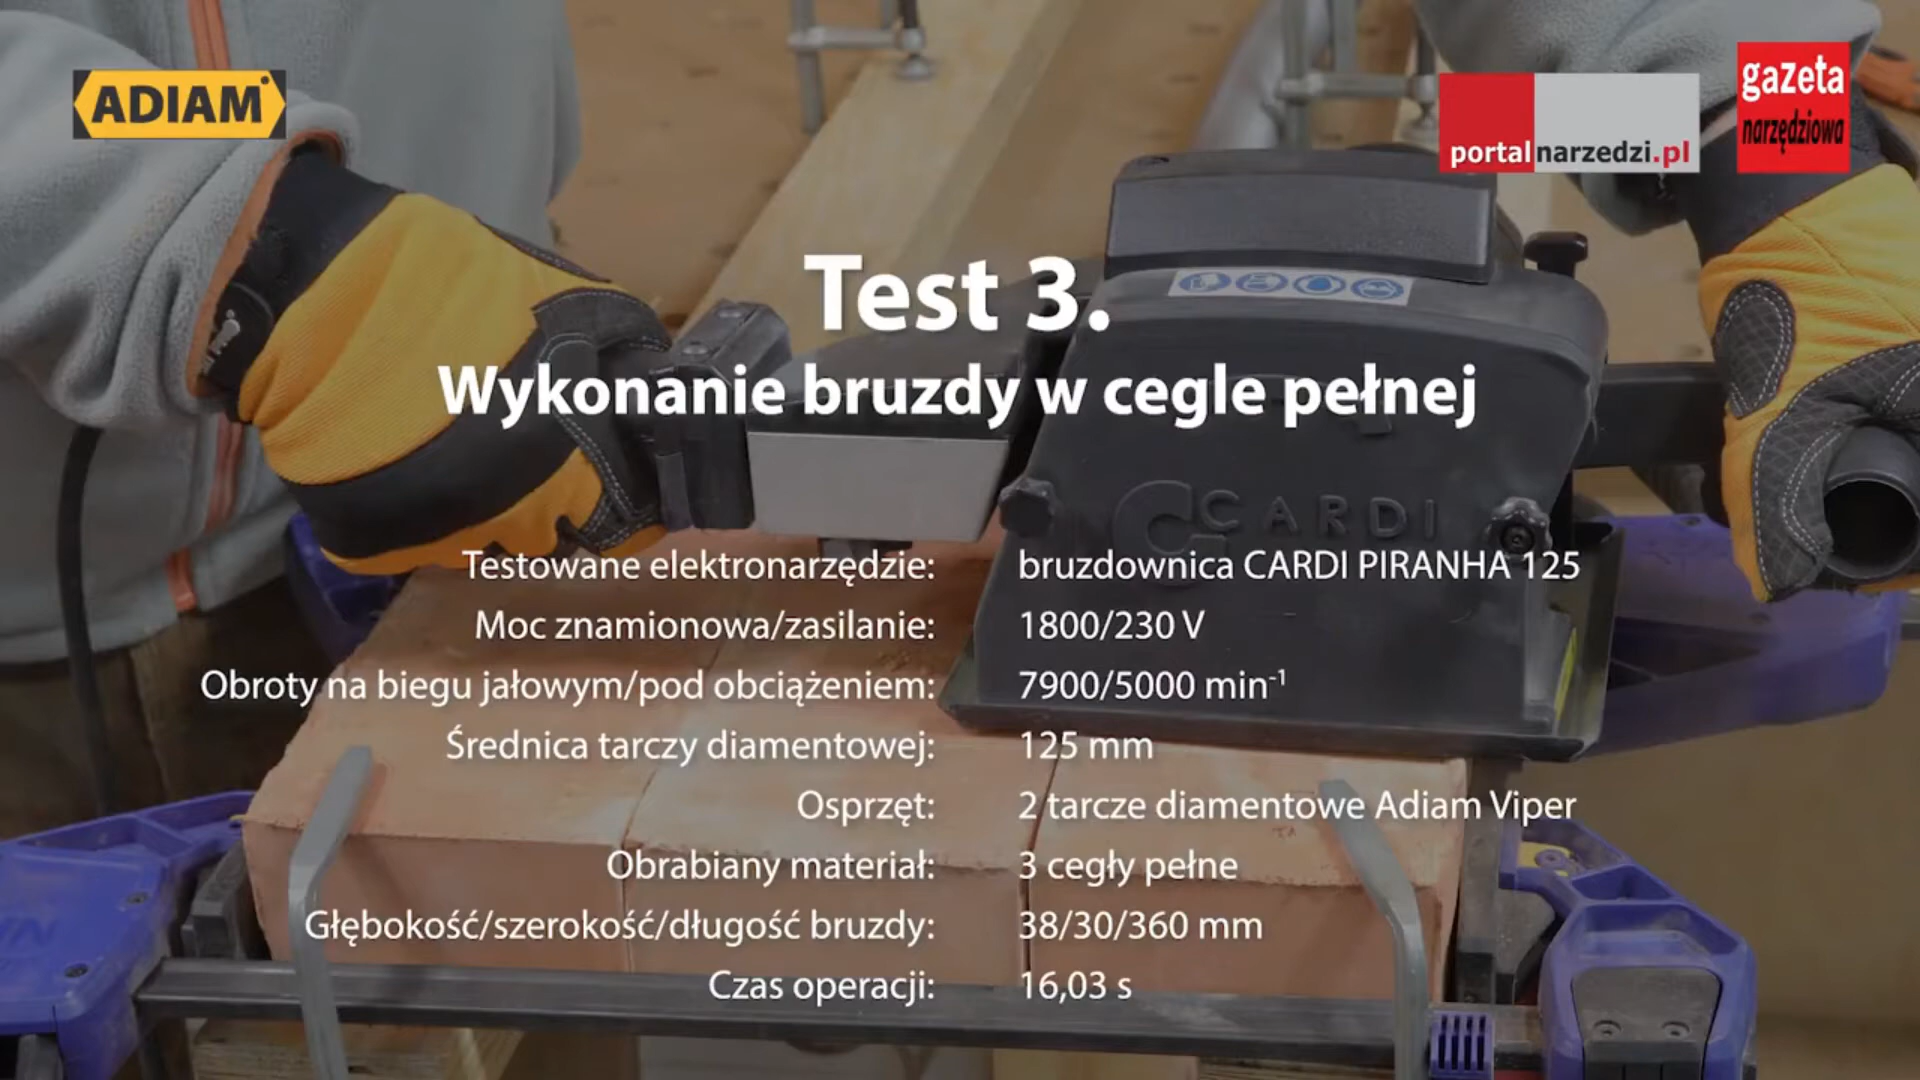 ADIAM
portalnarzedzi.pl
gazeta
narzędziowa
Test 3.
Wykonanie bruzdy w cegle pełnej
CARDI
Testowane elektronarzędzie: bruzdownica CARDI PIRANHA 125
Moc znamionowa/zasilanie: 1800/230 V
Obroty na biegu jałowym/pod obciążeniem: 7900/5000 min⁻¹
Średnica tarczy diamentowej: 125 mm
Osprzęt: 2 tarcze diamentowe Adiam Viper
Obrabiany materiał: 3 cegły pełne
Głębokość/szerokość/długość bruzdy: 38/30/360 mm
Czas operacji: 16,03 s